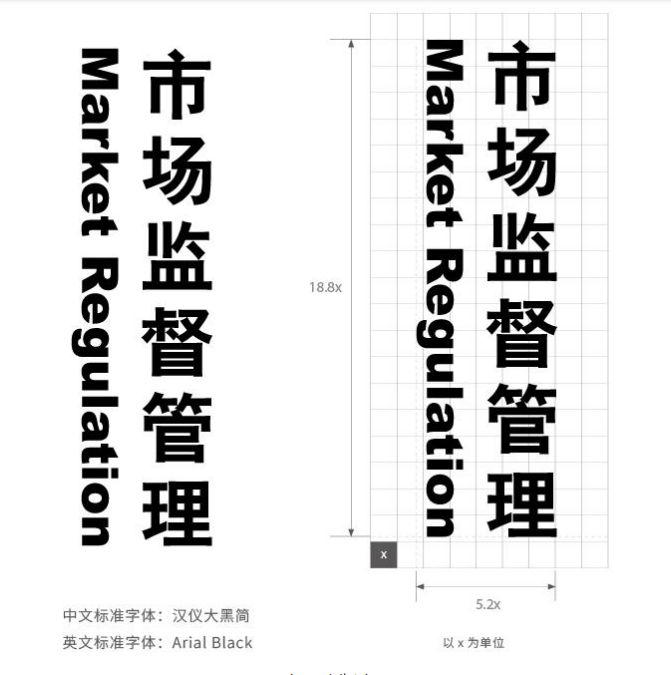 市场监督管理
Market Regulation
18.8x
市场监督管理
Market Regulation
x
5.2x
中文标准字体：汉仪大黑简
英文标准字体：Arial Black
以 x 为单位